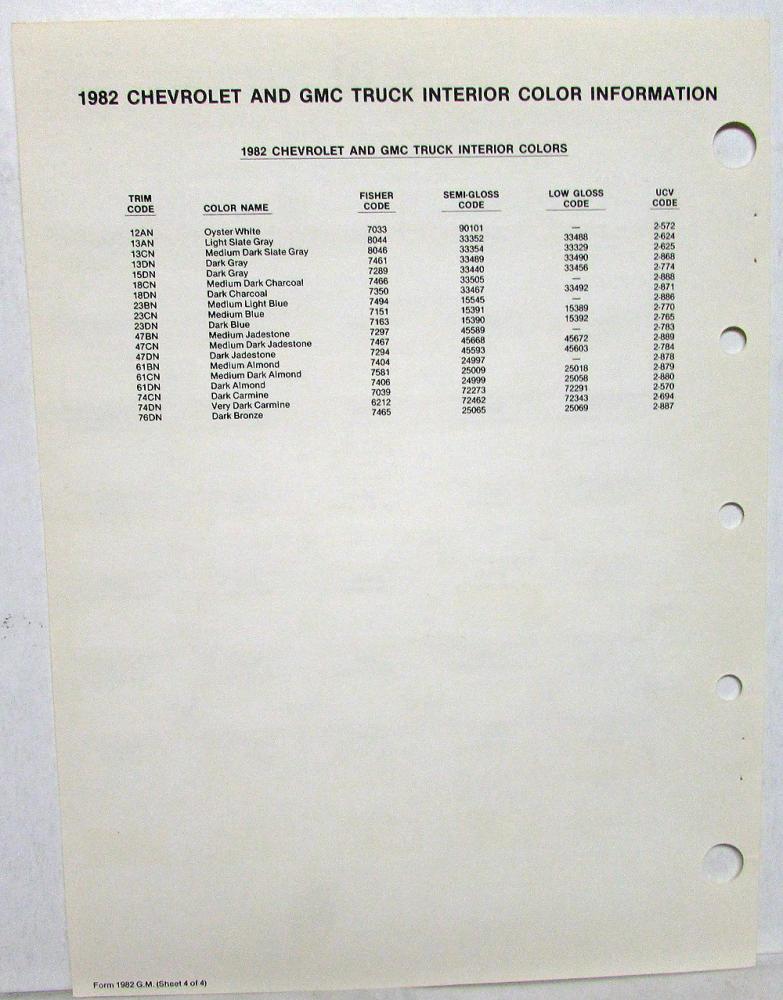 1982 CHEVROLET AND GMC TRUCK INTERIOR COLOR INFORMATION
1982 CHEVROLET AND GMC TRUCK INTERIOR COLORS
TRIM FISHER SEMI-GLOSS LOW GLOSS UCV
CODE COLOR NAME CODE CODE CODE CODE
12AN Oyster White 7033 90101 — 2-572
13AN Light Slate Gray 8044 33352 33488 2-624
13CN Medium Dark Slate Gray 8046 33354 33329 2-625
13DN Dark Gray 7461 33489 33490 2-868
15DN Dark Gray 7289 33440 33456 2-774
18CN Medium Dark Charcoal 7466 33505 — 2-888
18DN Dark Charcoal 7350 33467 33492 2-871
23BN Medium Light Blue 7494 15545 — 2-886
23CN Medium Blue 7151 15391 15389 2-770
23DN Dark Blue 7163 15390 15392 2-765
47BN Medium Jadestone 7297 45589 — 2-783
47CN Medium Dark Jadestone 7467 45668 45672 2-889
47DN Dark Jadestone 7294 45593 45603 2-784
61BN Medium Almond 7404 24997 — 2-878
61CN Medium Dark Almond 7581 25009 25018 2-879
61DN Dark Almond 7406 24999 25058 2-880
74CN Dark Carmine 7039 72273 72291 2-570
74DN Very Dark Carmine 6212 72462 72343 2-694
76DN Dark Bronze 7465 25065 25069 2-887
Form 1982 G.M. (Sheet 4 of 4)